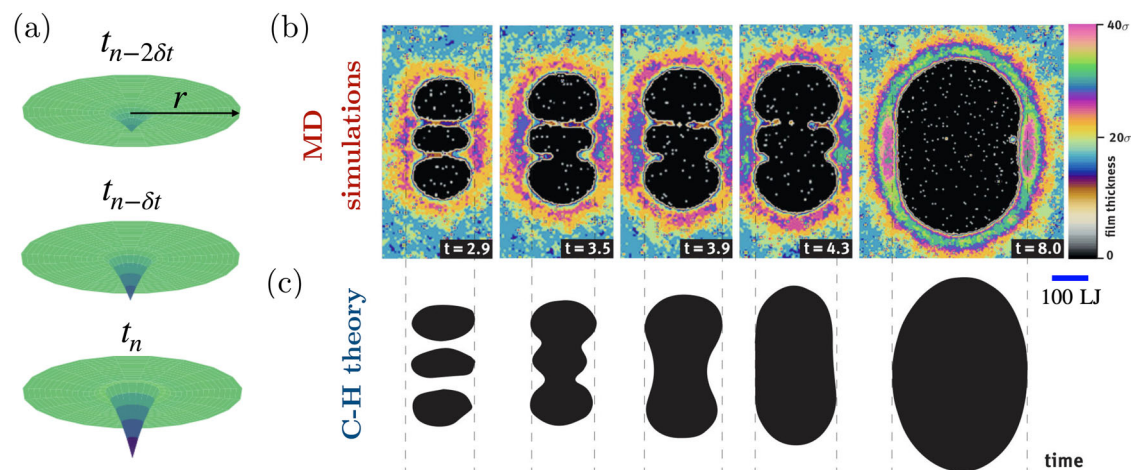 (a)
t_{n−2δt}
r
t_{n−δt}
t_n
(b)
MD
simulations
t = 2.9
t = 3.5
t = 3.9
t = 4.3
t = 8.0
40σ
20σ
0
film thickness
(c)
C-H theory
100 LJ
time